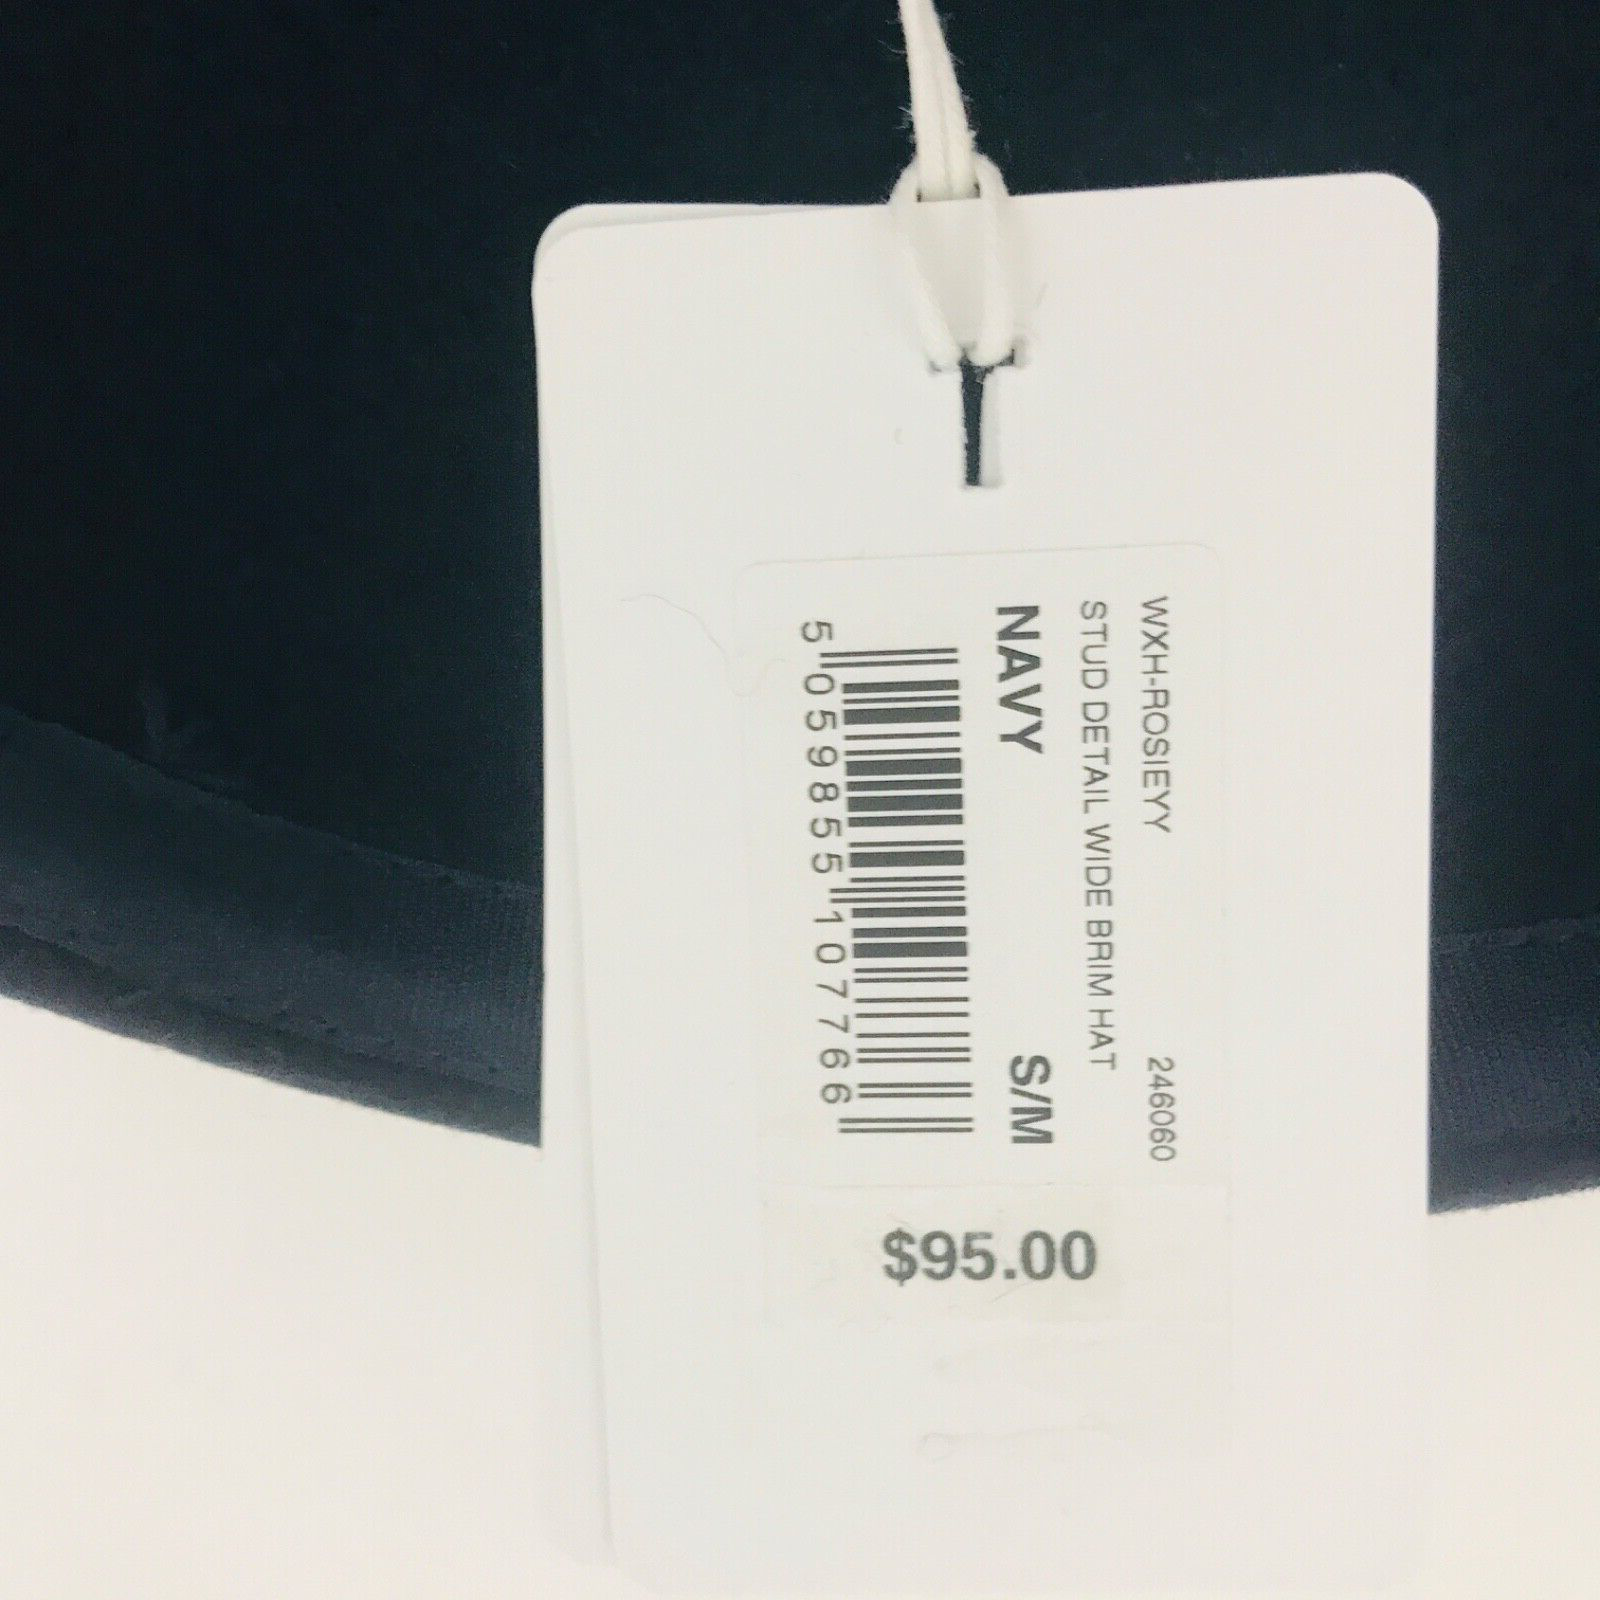 WXH-ROSIEYY 246060
STUD DETAIL WIDE BRIM HAT
NAVY S/M
5 059855 107766
$95.00